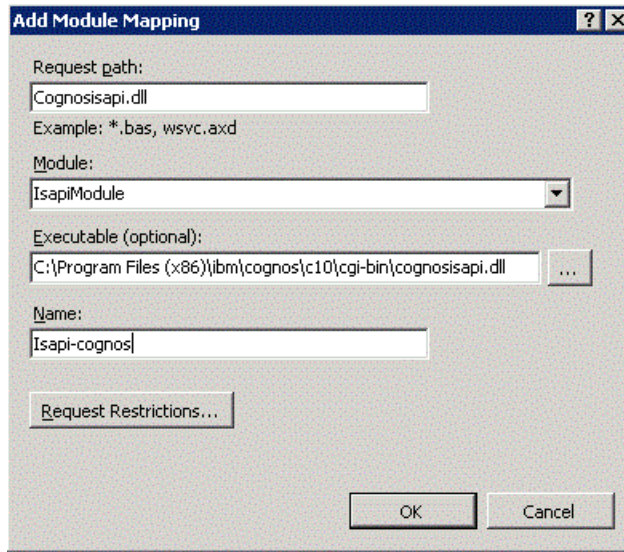 Add Module Mapping
Request path:
Cognosisapi.dll
Example: *.bas, wsvc.axd
Module:
IsapiModule
Executable (optional):
C:\Program Files (x86)\ibm\cognos\c10\cgi-bin\cognosisapi.dll
...
Name:
Isapi-cognos
Request Restrictions...
OK Cancel